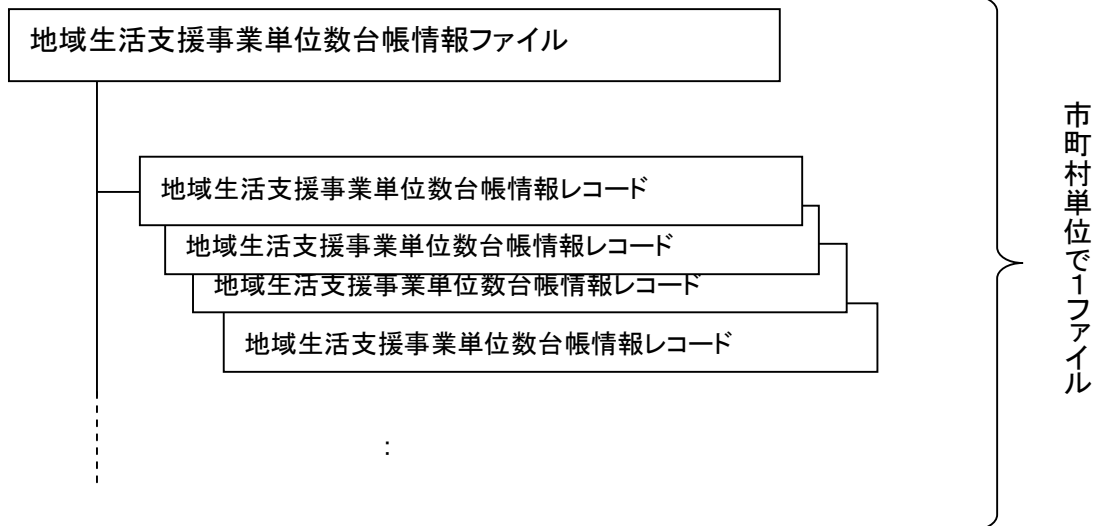 地域生活支援事業単位数台帳情報ファイル
地域生活支援事業単位数台帳情報レコード
地域生活支援事業単位数台帳情報レコード
地域生活支援事業単位数台帳情報レコード
地域生活支援事業単位数台帳情報レコード
:
市町村単位で1ファイル